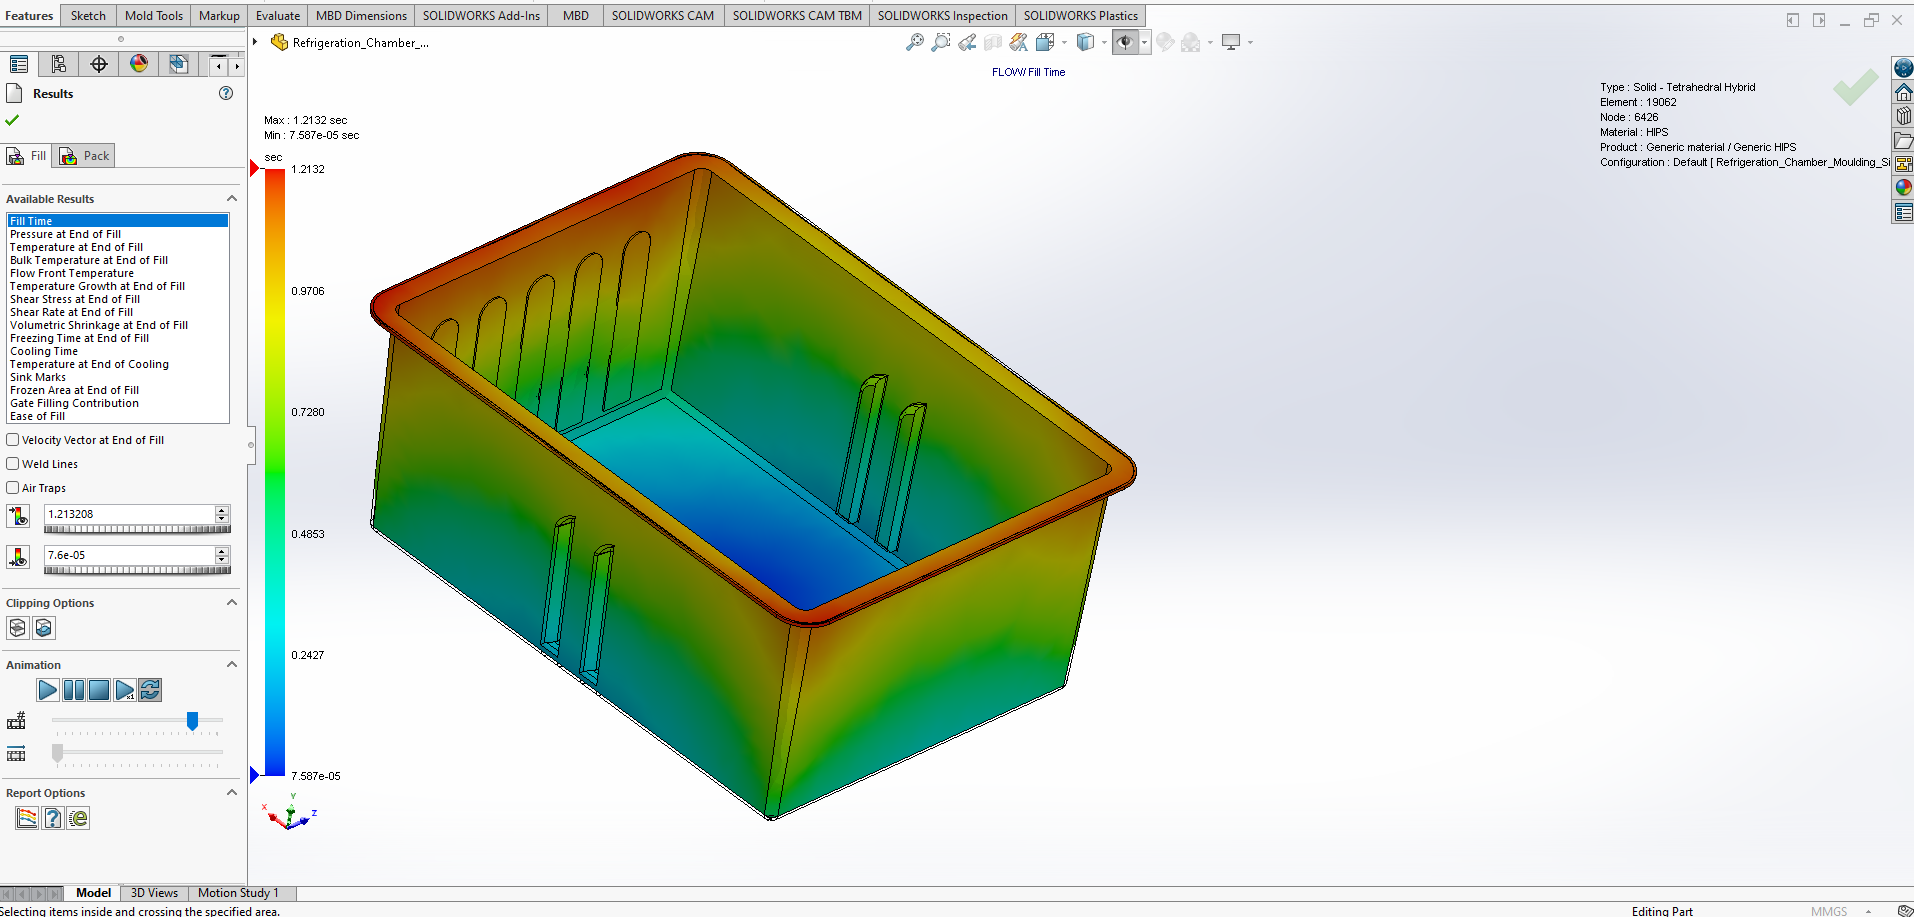 Features Sketch Mold Tools Markup Evaluate MBD Dimensions SOLIDWORKS Add-Ins MBD SOLIDWORKS CAM SOLIDWORKS CAM TBM SOLIDWORKS Inspection SOLIDWORKS Plastics
Refrigeration_Chamber_...
Results
Fill Pack
Available Results
Fill Time
Pressure at End of Fill
Temperature at End of Fill
Bulk Temperature at End of Fill
Flow Front Temperature
Temperature Growth at End of Fill
Shear Stress at End of Fill
Shear Rate at End of Fill
Volumetric Shrinkage at End of Fill
Freezing Time at End of Fill
Cooling Time
Temperature at End of Cooling
Sink Marks
Frozen Area at End of Fill
Gate Filling Contribution
Ease of Fill
Velocity Vector at End of Fill
Weld Lines
Air Traps
1.213208
7.6e-05
Clipping Options
Animation
Report Options
FLOW/ Fill Time
Max : 1.2132 sec
Min : 7.587e-05 sec
sec
1.2132
0.9706
0.7280
0.4853
0.2427
7.587e-05
X
Y
Z
Type : Solid - Tetrahedral Hybrid
Element : 19062
Node : 6426
Material : HIPS
Product : Generic material / Generic HIPS
Configuration : Default [ Refrigeration_Chamber_Moulding_Si
Model 3D Views Motion Study 1
Selecting items inside and crossing the specified area.
Editing Part
MMGS